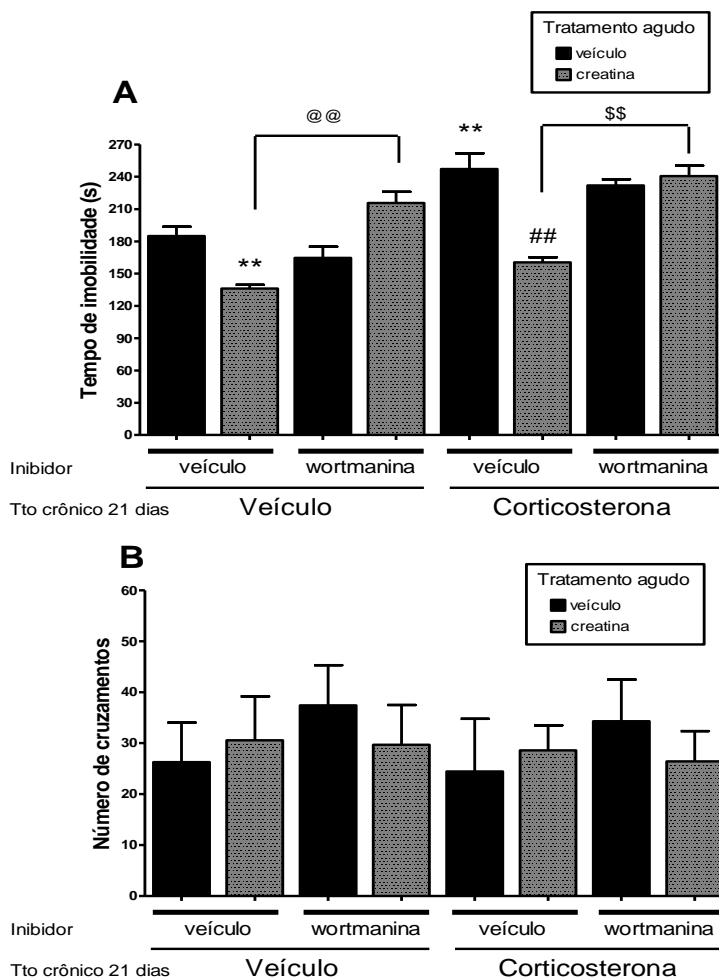 Tratamento agudo
veículo
creatina
A
@@
**
$$
270
240
210
180
150
120
90
60
30
0
Tempo de imobilidade (s)
**
##
Inibidor veículo wortmanina veículo wortmanina
Tto crônico 21 dias Veículo Corticosterona
B
Tratamento agudo
veículo
creatina
60
50
40
30
20
10
0
Número de cruzamentos
Inibidor veículo wortmanina veículo wortmanina
Tto crônico 21 dias Veículo Corticosterona